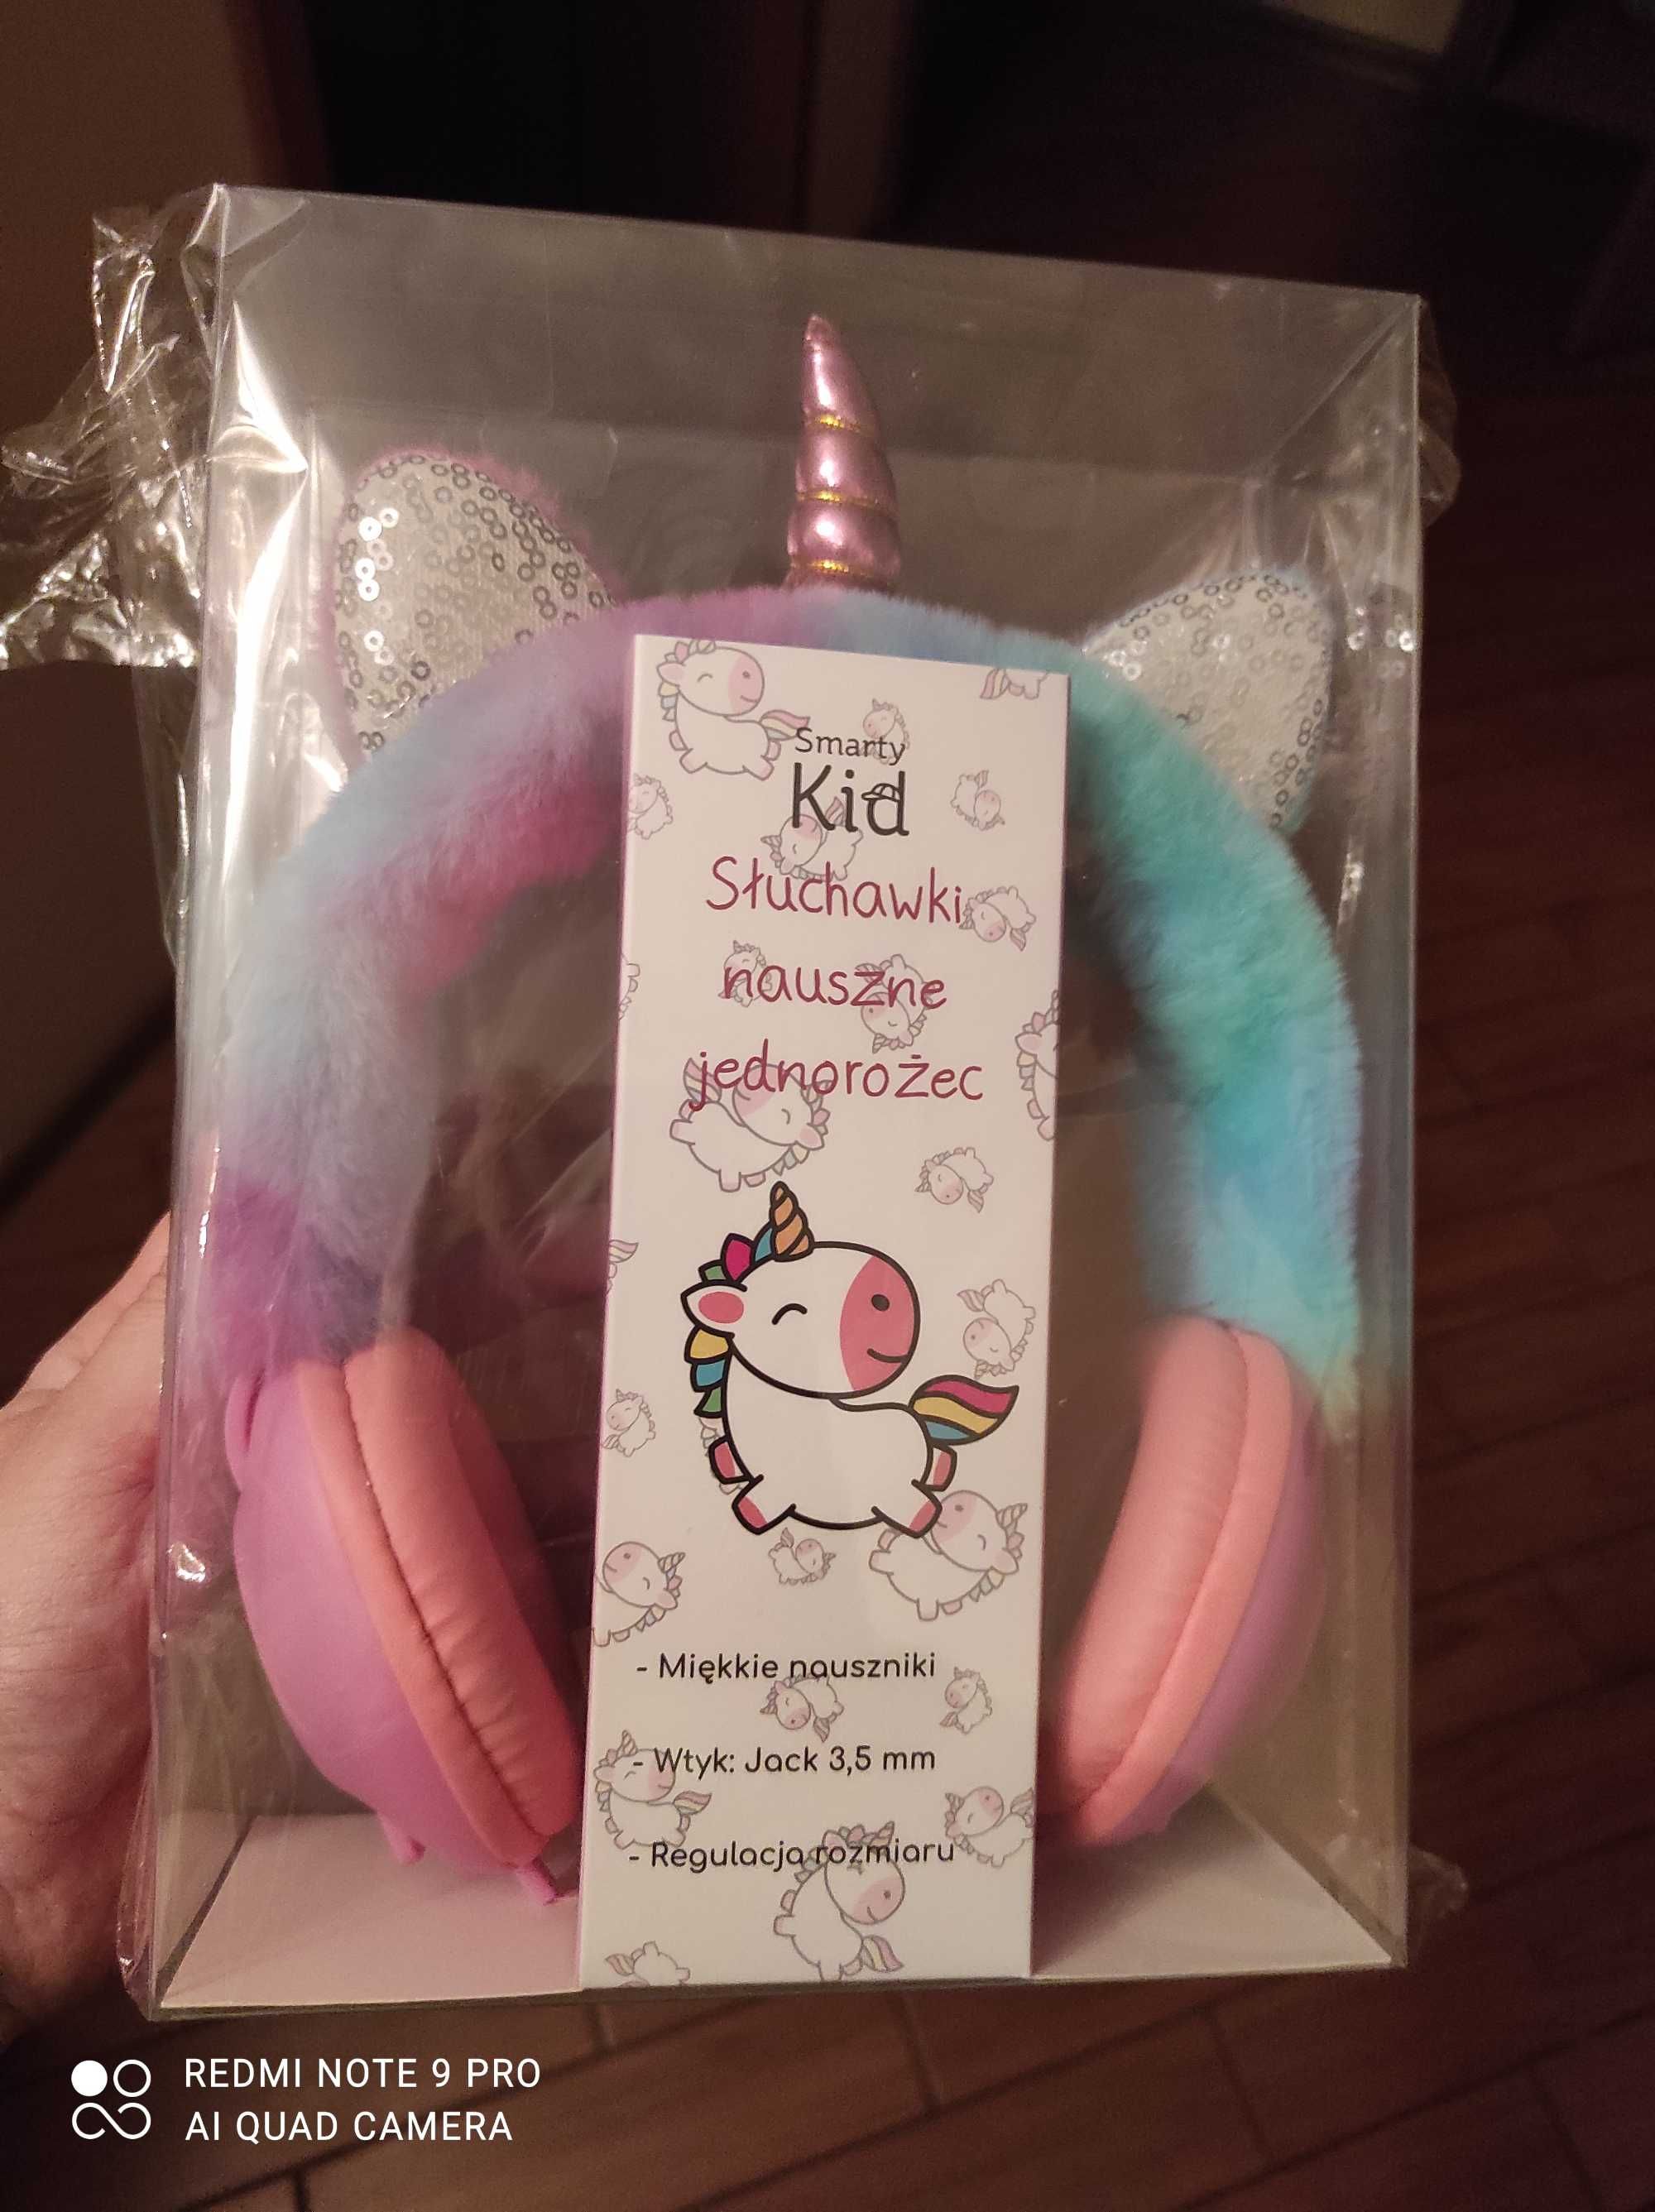 Smarty
Kid
Słuchawki
nauszne
jednorożec
- Miękkie nauszniki
- Wtyk: Jack 3,5 mm
- Regulacja rozmiaru
REDMI NOTE 9 PRO
AI QUAD CAMERA